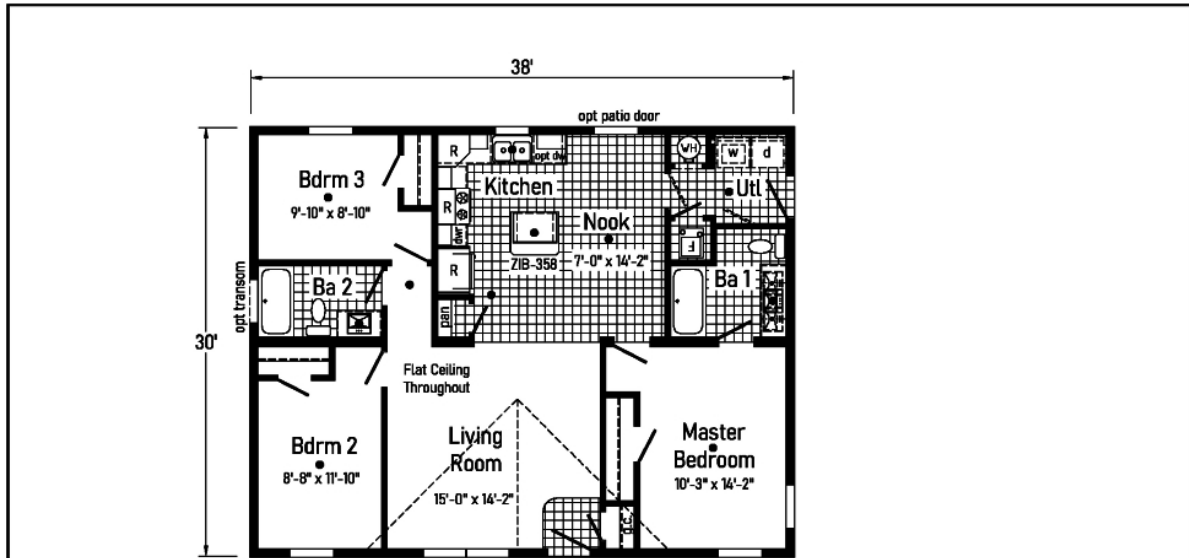 38'
opt patio door
R
opt dw
WH
w
d
Bdrm 3
9'-10" x 8'-10"
Kitchen
Utl
R
dwr
Nook
7'-0" x 14'-2"
ZIB-358
F
R
Ba 2
Ba 1
opt transom
pan
30'
Flat Ceiling
Throughout
Bdrm 2
8'-8" x 11'-10"
Living
Room
15'-0" x 14'-2"
Master
Bedroom
10'-3" x 14'-2"
g.c.